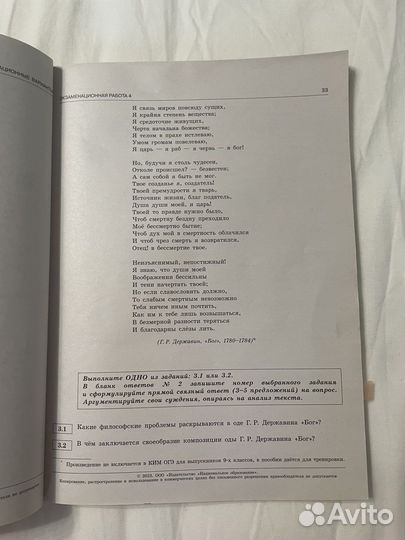 ЭКЗАМЕНАЦИОННАЯ РАБОТА 4
33
Я связь миров повсюду сущих,
Я крайня степень вещества;
Я средоточие живущих,
Черта начальна божества;
Я телом в прахе истлеваю,
Умом громам повелеваю,
Я царь — я раб — я червь — я бог!
Но, будучи я столь чудесен,
Отколе происшел? — безвестен;
А сам собой я быть не мог.
Твое созданье я, создатель!
Твоей премудрости я тварь,
Источник жизни, благ податель,
Душа души моей, и царь!
Твоей то правде нужно было,
Чтоб смертну бездну преходило
Моё бессмертно бытие;
Чтоб дух мой в смертность облачился
И чтоб чрез смерть я возвратился,
Отец! в бессмертие твое.
Неизъяснимый, непостижный!
Я знаю, что души моей
Воображении бессильны
И тени начертать твоей;
Но если славословить должно,
То слабым смертным невозможно
Тебя ничем иным почтить,
Как им к тебе лишь возвышаться,
В безмерной разности теряться
И благодарны слезы лить.
(Г. Р. Державин, «Бог», 1780–1784)*
Выполните ОДНО из заданий: 3.1 или 3.2.
В бланк ответов № 2 запишите номер выбранного задания
и сформулируйте прямой связный ответ (3–5 предложений) на вопрос.
Аргументируйте свои суждения, опираясь на анализ текста.
3.1 Какие философские проблемы раскрываются в оде Г. Р. Державина «Бог»?
3.2 В чём заключается своеобразие композиции оды Г. Р. Державина «Бог»?
* Произведение не включается в КИМ ОГЭ для выпускников 9-х классов, в пособии даётся для тренировки.
© 2023, ООО «Издательство «Национальное образование».
Копирование, распространение и использование в коммерческих целях без письменного разрешения правообладателя не допускается
Avito